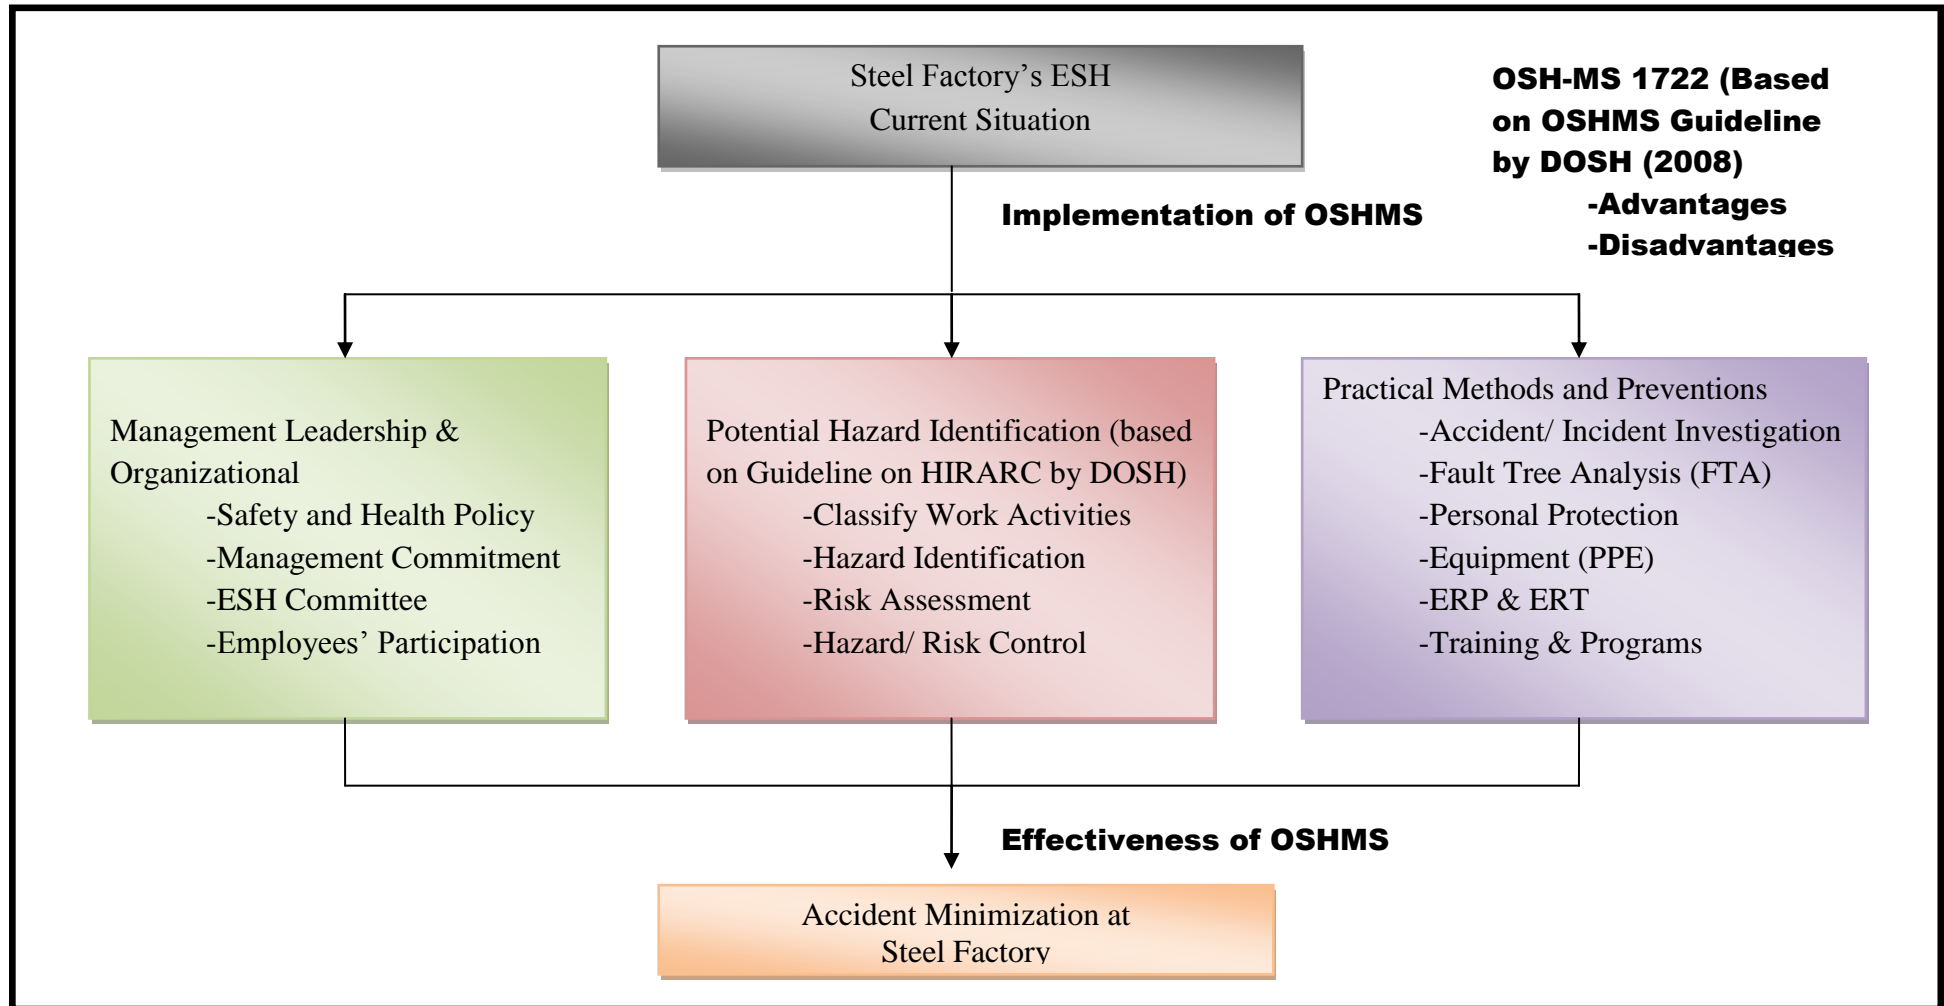 Steel Factory’s ESH
Current Situation
OSH-MS 1722 (Based
on OSHMS Guideline
by DOSH (2008)
-Advantages
-Disadvantages
Implementation of OSHMS
Management Leadership &
Organizational
-Safety and Health Policy
-Management Commitment
-ESH Committee
-Employees’ Participation
Potential Hazard Identification (based
on Guideline on HIRARC by DOSH)
-Classify Work Activities
-Hazard Identification
-Risk Assessment
-Hazard/ Risk Control
Practical Methods and Preventions
-Accident/ Incident Investigation
-Fault Tree Analysis (FTA)
-Personal Protection
-Equipment (PPE)
-ERP & ERT
-Training & Programs
Effectiveness of OSHMS
Accident Minimization at
Steel Factory